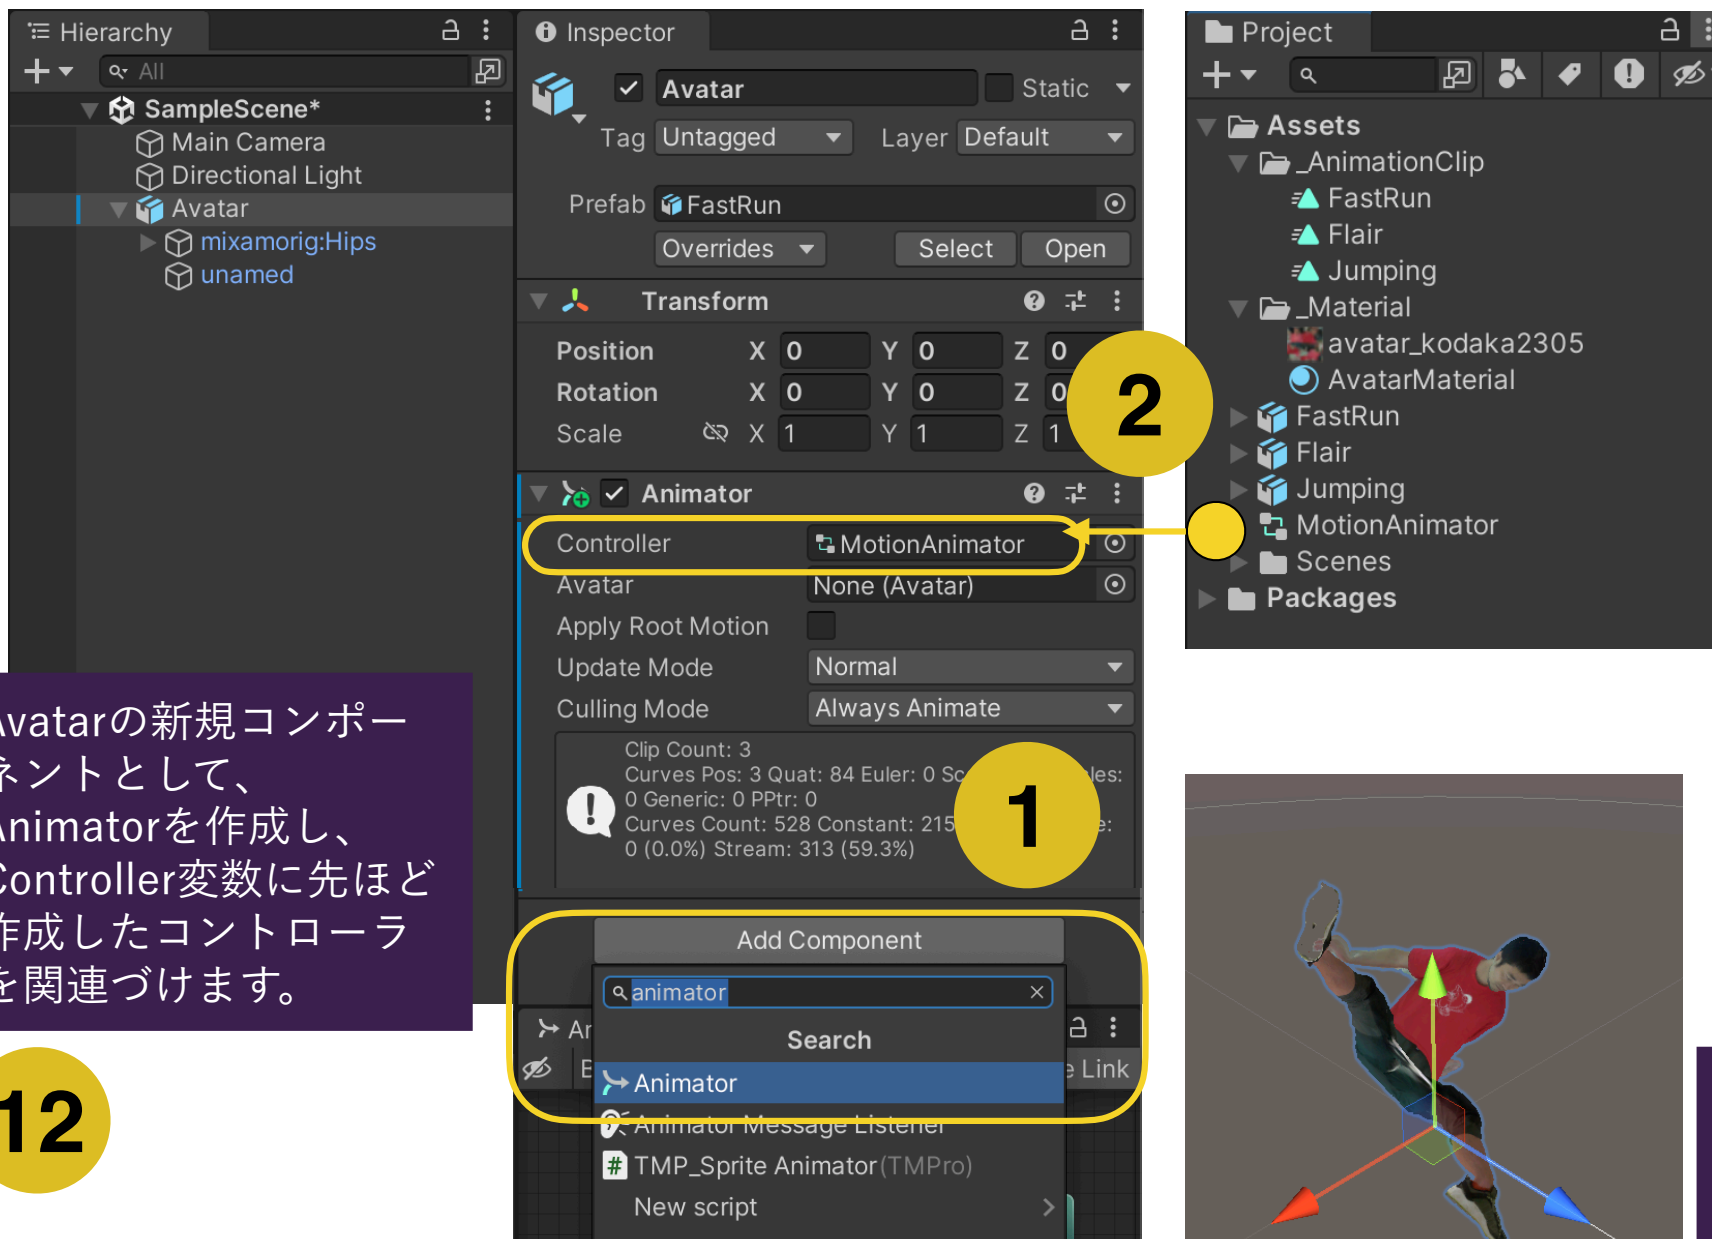 Hierarchy
All
SampleScene*
Main Camera
Directional Light
Avatar
mixamorig:Hips
unamed
Avatarの新規コンポー
ネントとして、
Animatorを作成し、
Controller変数に先ほど
作成したコントローラ
を関連づけます。
12
Inspector
Avatar
Static
Tag Untagged Layer Default
Prefab FastRun
Overrides Select Open
Transform
Position X 0 Y 0 Z 0
Rotation X 0 Y 0 Z 0
Scale X 1 Y 1 Z 1
2
Animator
Controller MotionAnimator
Avatar None (Avatar)
Apply Root Motion
Update Mode Normal
Culling Mode Always Animate
Clip Count: 3
Curves Pos: 3 Quat: 84 Euler: 0
0 Generic: 0 PPtr: 0
Curves Count: 528 Constant: 215
0 (0.0%) Stream: 313 (59.3%)
1
Add Component
animator
Search
Link
Animator
Animator Message Listener
TMP_Sprite Animator (TMPro)
New script
Project
Assets
_AnimationClip
FastRun
Flair
Jumping
_Material
avatar_kodaka2305
AvatarMaterial
FastRun
Flair
Jumping
MotionAnimator
Scenes
Packages